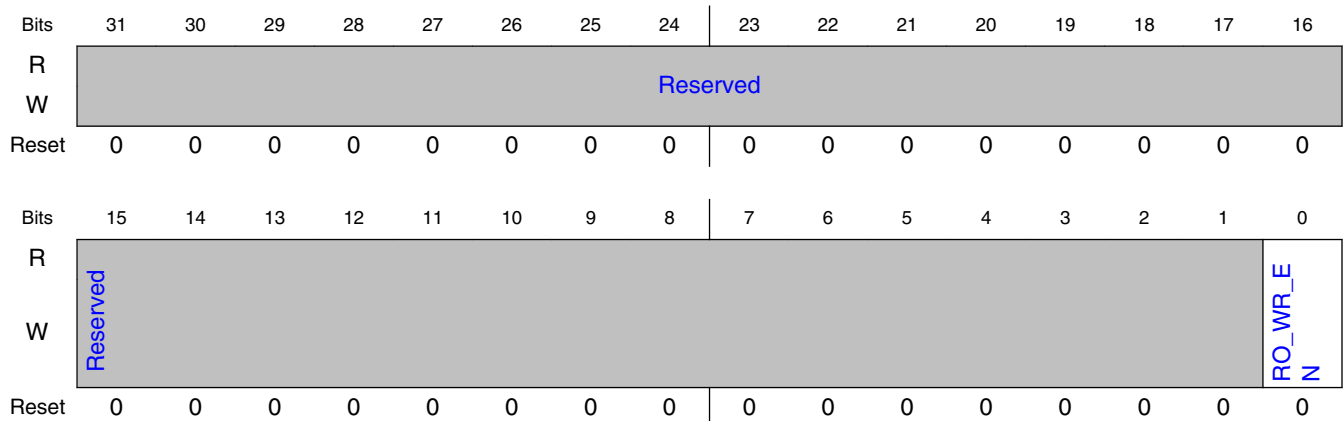 Bits 31 30 29 28 27 26 25 24 23 22 21 20 19 18 17 16
R
Reserved
W
Reset 0 0 0 0 0 0 0 0 0 0 0 0 0 0 0 0
Bits 15 14 13 12 11 10 9 8 7 6 5 4 3 2 1 0
R
W
Reserved
RO_WR_E
N
Reset 0 0 0 0 0 0 0 0 0 0 0 0 0 0 0 0